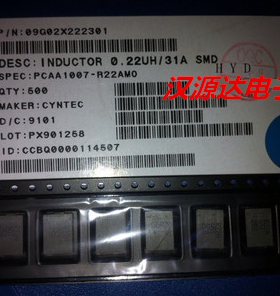 P/N:09G02X222301
DESC:INDUCTOR 0.22UH/31A SMD
SPEC:PCAA1007-R22AM0
HYD
汉源达电子
QTY:500
MAKER:CYNTEC
D/C:9101
LOT:PX901258
ID:CCBQ0000114507